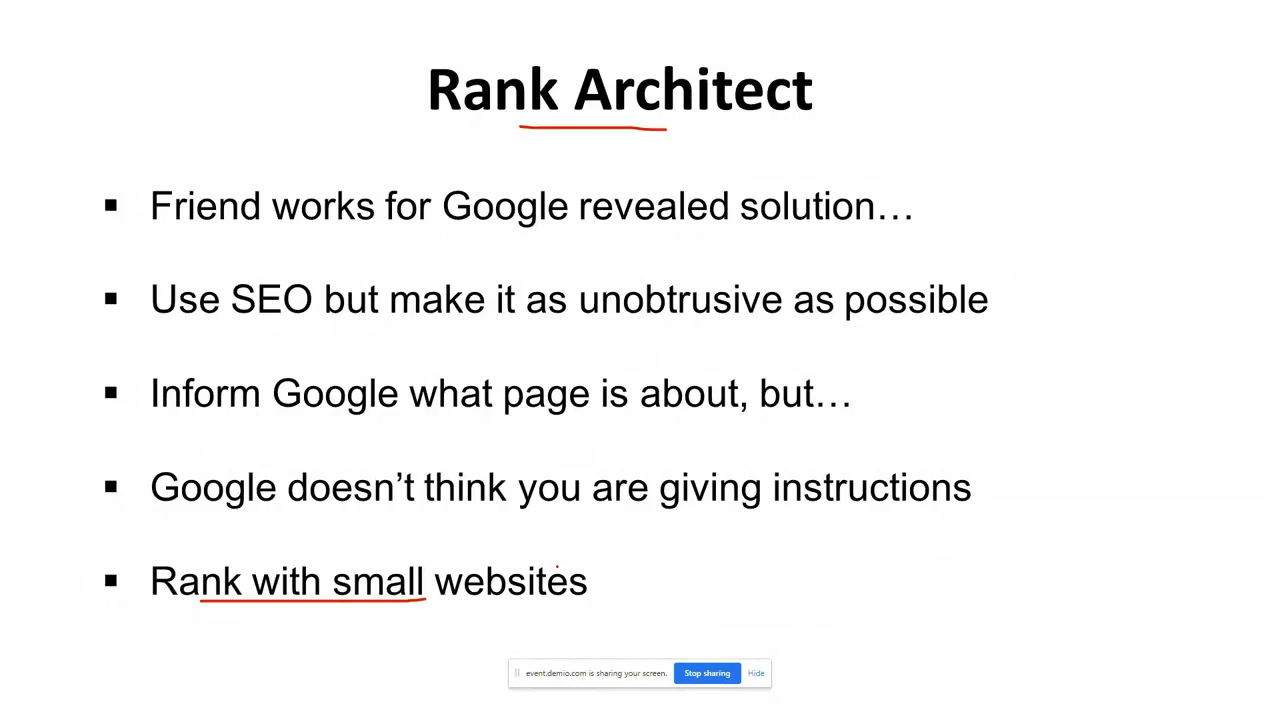 Rank Architect
Friend works for Google revealed solution…
Use SEO but make it as unobtrusive as possible
Inform Google what page is about, but…
Google doesn’t think you are giving instructions
Rank with small websites
event.demio.com is sharing your screen. Stop sharing Hide